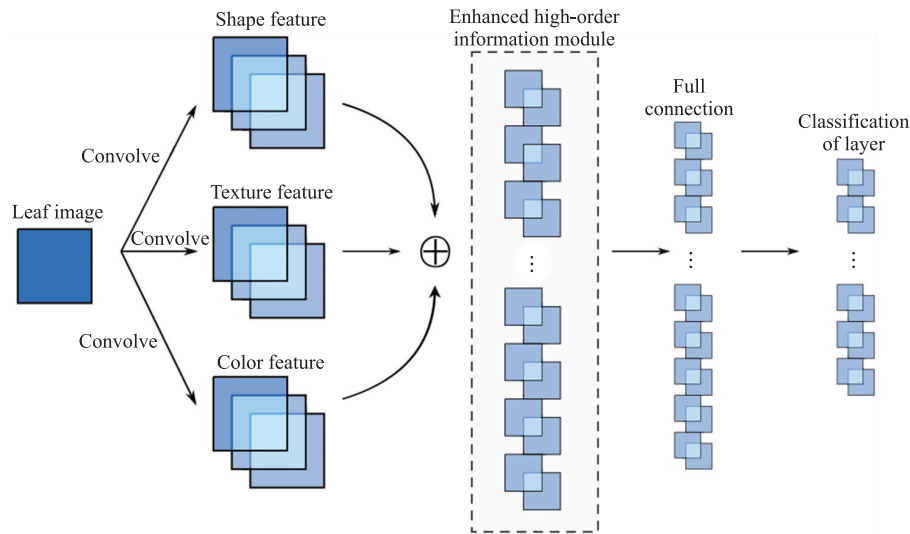 Shape feature
Enhanced high-order
information module
Full
connection
Classification
of layer
Convolve
Texture feature
Leaf image
Convolve
Convolve
Color feature